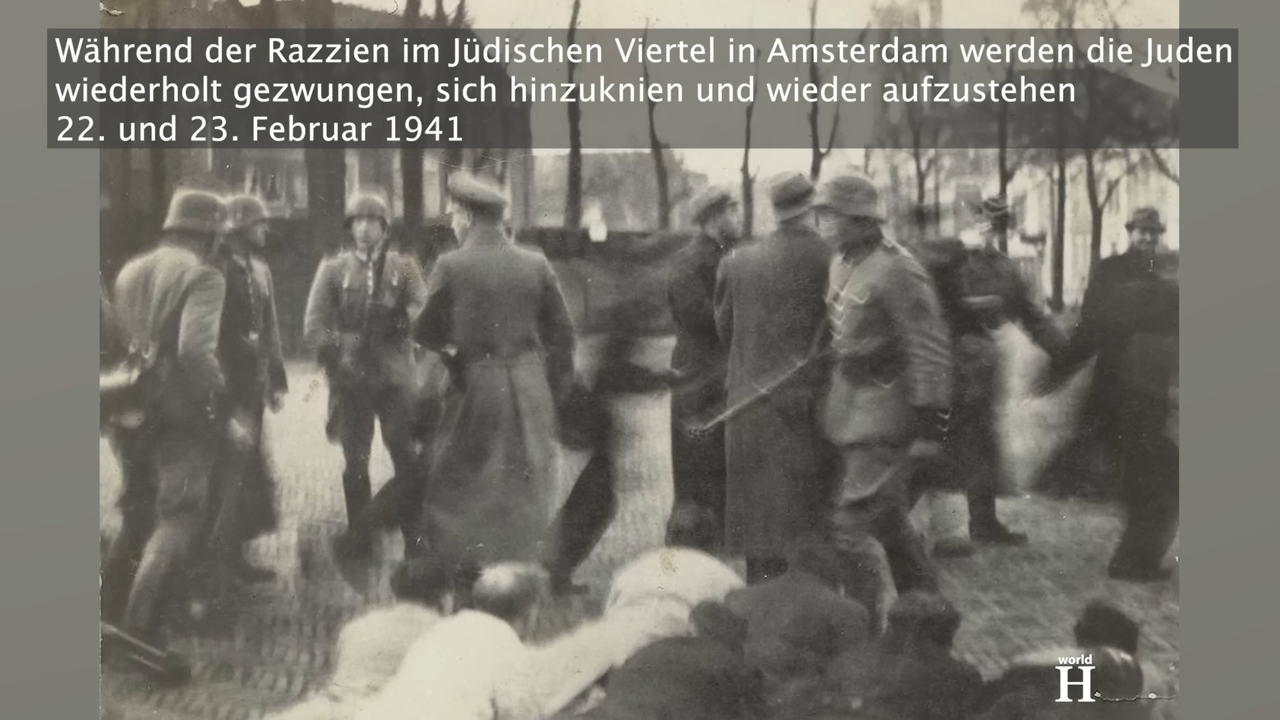 Während der Razzien im Jüdischen Viertel in Amsterdam werden die Juden
wiederholt gezwungen, sich hinzuknien und wieder aufzustehen
22. und 23. Februar 1941
world
H